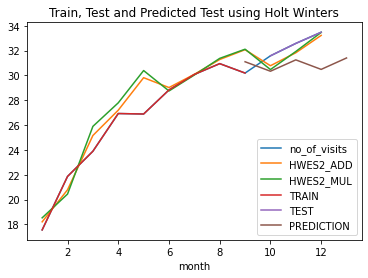 Train, Test and Predicted Test using Holt Winters
34
32
30
28
26
24
22
20
18
no_of_visits
HWES2_ADD
HWES2_MUL
TRAIN
TEST
PREDICTION
2 4 6 8 10 12
month